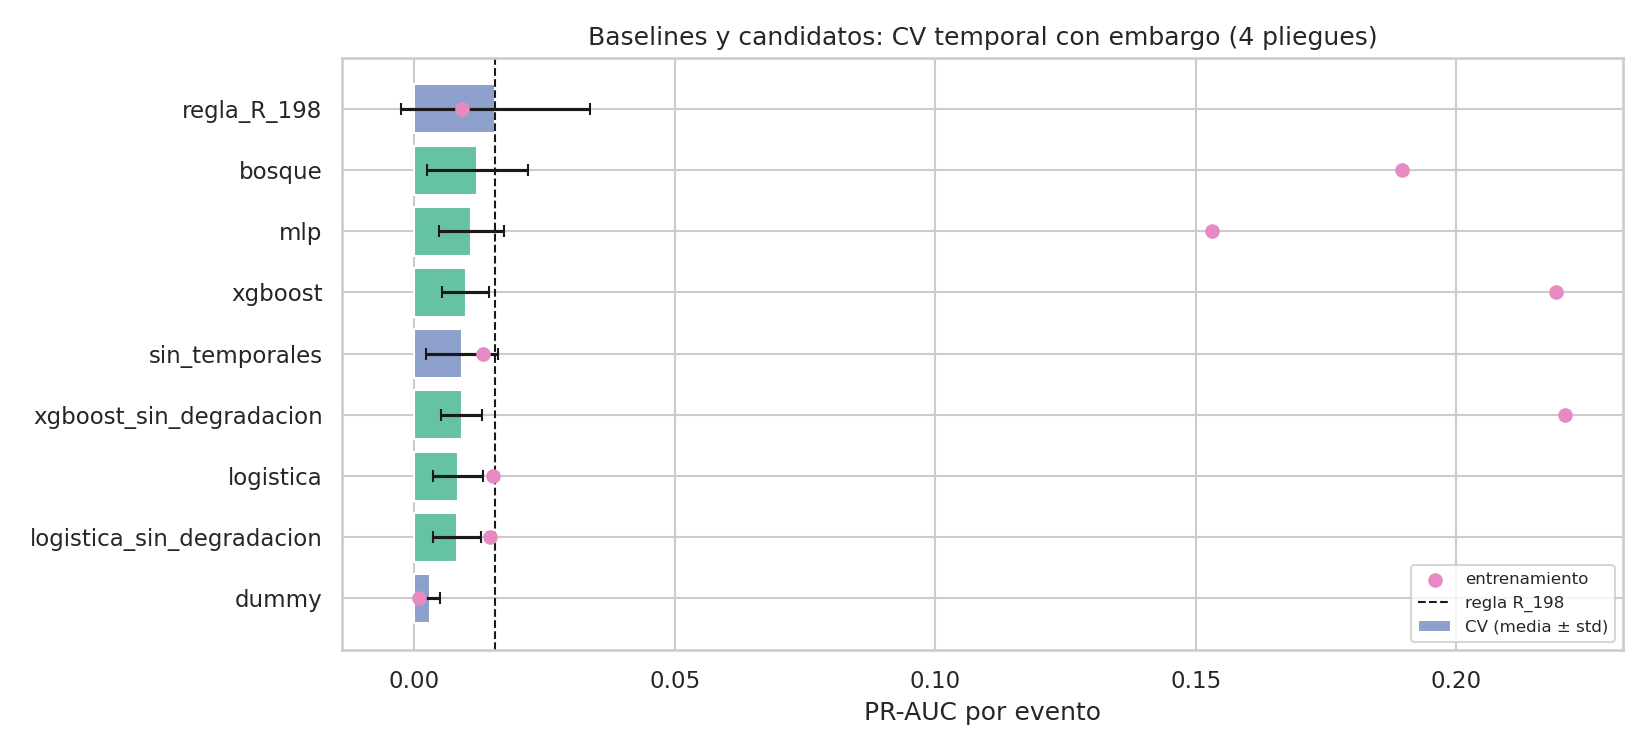 Baselines y candidatos: CV temporal con embargo (4 pliegues)
regla_R_198
bosque
mlp
xgboost
sin_temporales
xgboost_sin_degradacion
logistica
logistica_sin_degradacion
dummy
entrenamiento
regla R_198
CV (media ± std)
0.00 0.05 0.10 0.15 0.20
PR-AUC por evento